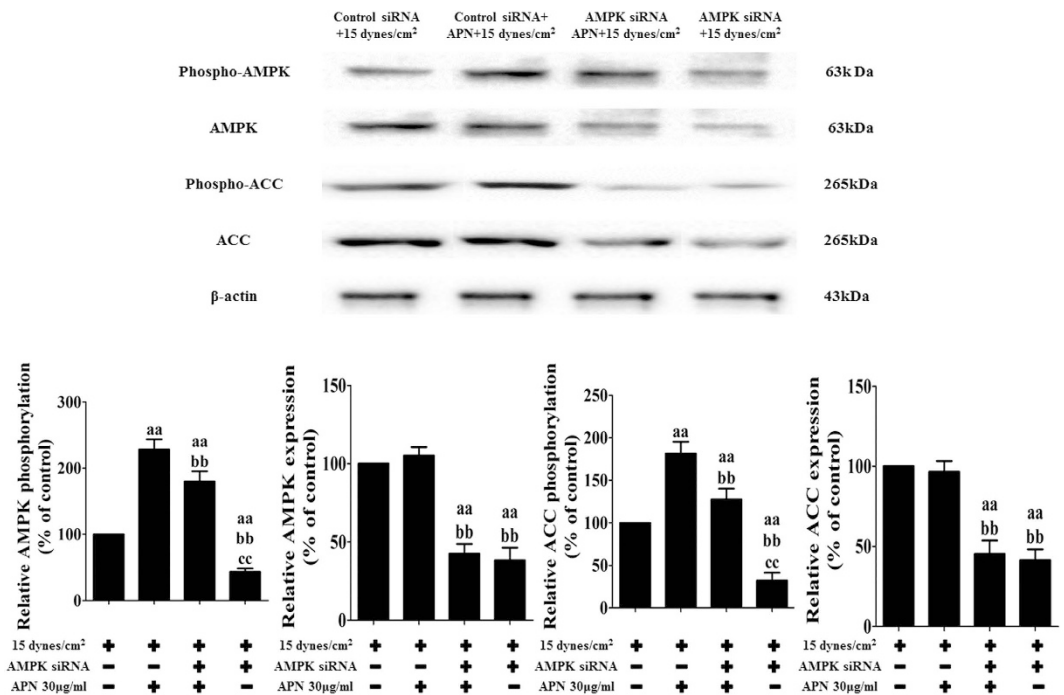 Control siRNA
+15 dynes/cm²
Control siRNA+
APN+15 dynes/cm²
AMPK siRNA
APN+15 dynes/cm²
AMPK siRNA
+15 dynes/cm²
Phospho-AMPK 63k Da
AMPK 63kDa
Phospho-ACC 265kDa
ACC 265kDa
β-actin 43kDa
Relative AMPK phosphorylation
(% of control)
300
200
100
0
aa
aa
bb
aa
bb
cc
Relative AMPK expression
(% of control)
150
100
50
0
aa
bb
aa
bb
Relative ACC phosphorylation
(% of control)
250
200
150
100
50
0
aa
aa
bb
aa
bb
cc
Relative ACC expression
(% of control)
150
100
50
0
aa
bb
aa
bb
15 dynes/cm² + + + +
AMPK siRNA - - + +
APN 30µg/ml - + + -
15 dynes/cm² + + + +
AMPK siRNA - - + +
APN 30µg/ml - + + -
15 dynes/cm² + + + +
AMPK siRNA - - + +
APN 30µg/ml - + + -
15 dynes/cm² + + + +
AMPK siRNA - - + +
APN 30µg/ml - + + -